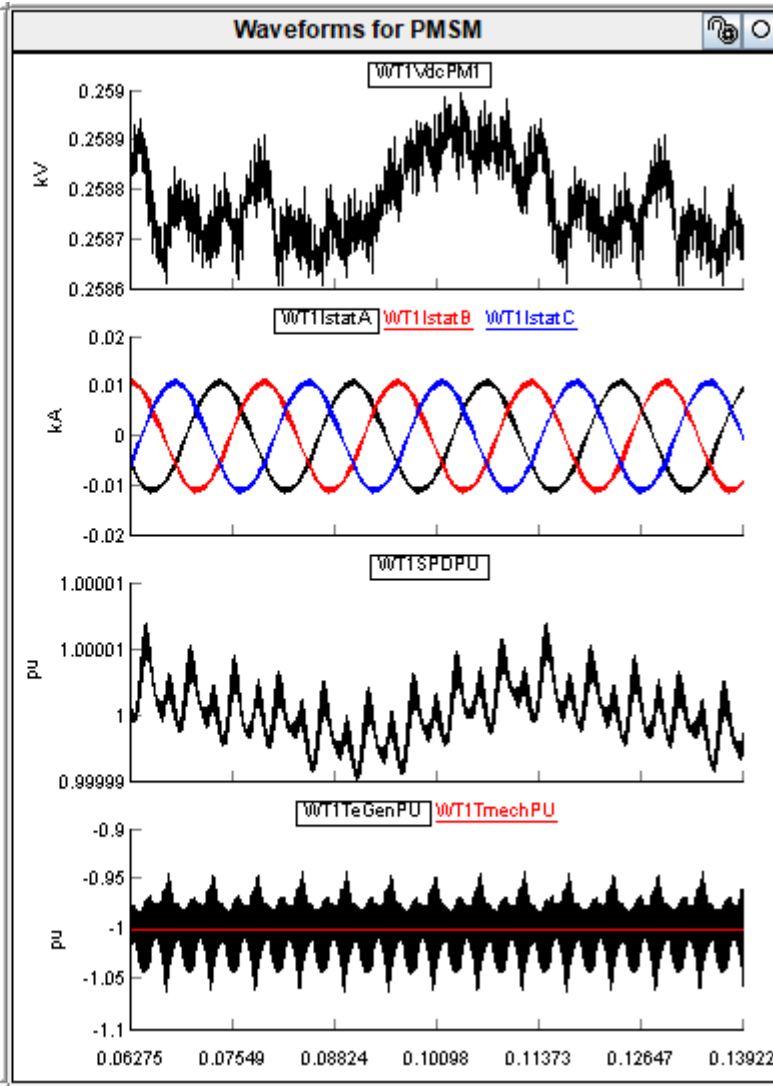 Waveforms for PMSM
WT1VdcPM1
0.259
0.2589
0.2588
0.2587
0.2586
kV
WT1IstatA WT1IstatB WT1IstatC
0.02
0.01
0
-0.01
-0.02
kA
WT1SPDPU
1.00001
1.00001
1
0.99999
pu
WT1TeGenPU WT1TmechPU
-0.9
-0.95
-1
-1.05
-1.1
pu
0.06275 0.07549 0.08824 0.10098 0.11373 0.12647 0.13922